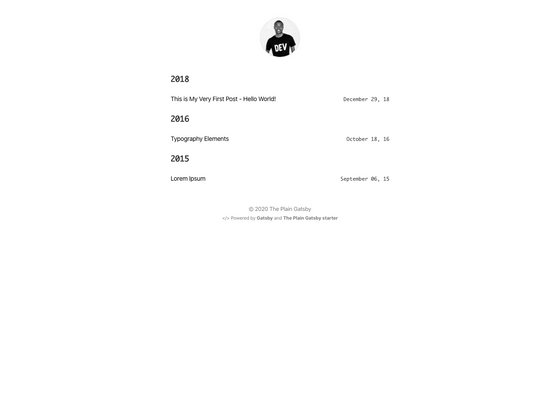 DEV
2018
This is My Very First Post - Hello World! December 29, 18
2016
Typography Elements October 18, 16
2015
Lorem Ipsum September 06, 15
© 2020 The Plain Gatsby
</> Powered by Gatsby and The Plain Gatsby starter